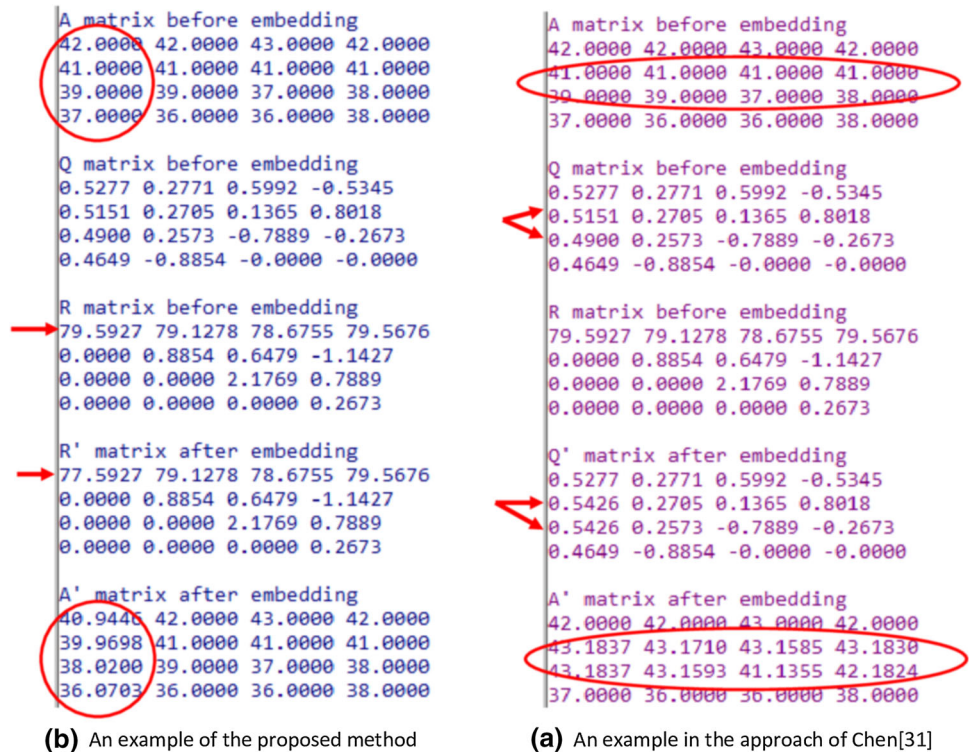 A matrix before embedding
42.0000 42.0000 43.0000 42.0000
41.0000 41.0000 41.0000 41.0000
39.0000 39.0000 37.0000 38.0000
37.0000 36.0000 36.0000 38.0000
Q matrix before embedding
0.5277 0.2771 0.5992 -0.5345
0.5151 0.2705 0.1365 0.8018
0.4900 0.2573 -0.7889 -0.2673
0.4649 -0.8854 -0.0000 -0.0000
R matrix before embedding
79.5927 79.1278 78.6755 79.5676
0.0000 0.8854 0.6479 -1.1427
0.0000 0.0000 2.1769 0.7889
0.0000 0.0000 0.0000 0.2673
R' matrix after embedding
77.5927 79.1278 78.6755 79.5676
0.0000 0.8854 0.6479 -1.1427
0.0000 0.0000 2.1769 0.7889
0.0000 0.0000 0.0000 0.2673
A' matrix after embedding
40.9446 42.0000 43.0000 42.0000
39.9698 41.0000 41.0000 41.0000
38.0200 39.0000 37.0000 38.0000
36.0703 36.0000 36.0000 38.0000
(b) An example of the proposed method
A matrix before embedding
42.0000 42.0000 43.0000 42.0000
41.0000 41.0000 41.0000 41.0000
39.0000 39.0000 37.0000 38.0000
37.0000 36.0000 36.0000 38.0000
Q matrix before embedding
0.5277 0.2771 0.5992 -0.5345
0.5151 0.2705 0.1365 0.8018
0.4900 0.2573 -0.7889 -0.2673
0.4649 -0.8854 -0.0000 -0.0000
R matrix before embedding
79.5927 79.1278 78.6755 79.5676
0.0000 0.8854 0.6479 -1.1427
0.0000 0.0000 2.1769 0.7889
0.0000 0.0000 0.0000 0.2673
Q' matrix after embedding
0.5277 0.2771 0.5992 -0.5345
0.5426 0.2705 0.1365 0.8018
0.5426 0.2573 -0.7889 -0.2673
0.4649 -0.8854 -0.0000 -0.0000
A' matrix after embedding
42.0000 42.0000 43.0000 42.0000
43.1837 43.1710 43.1585 43.1830
43.1837 43.1593 41.1355 42.1824
37.0000 36.0000 36.0000 38.0000
(a) An example in the approach of Chen[31]